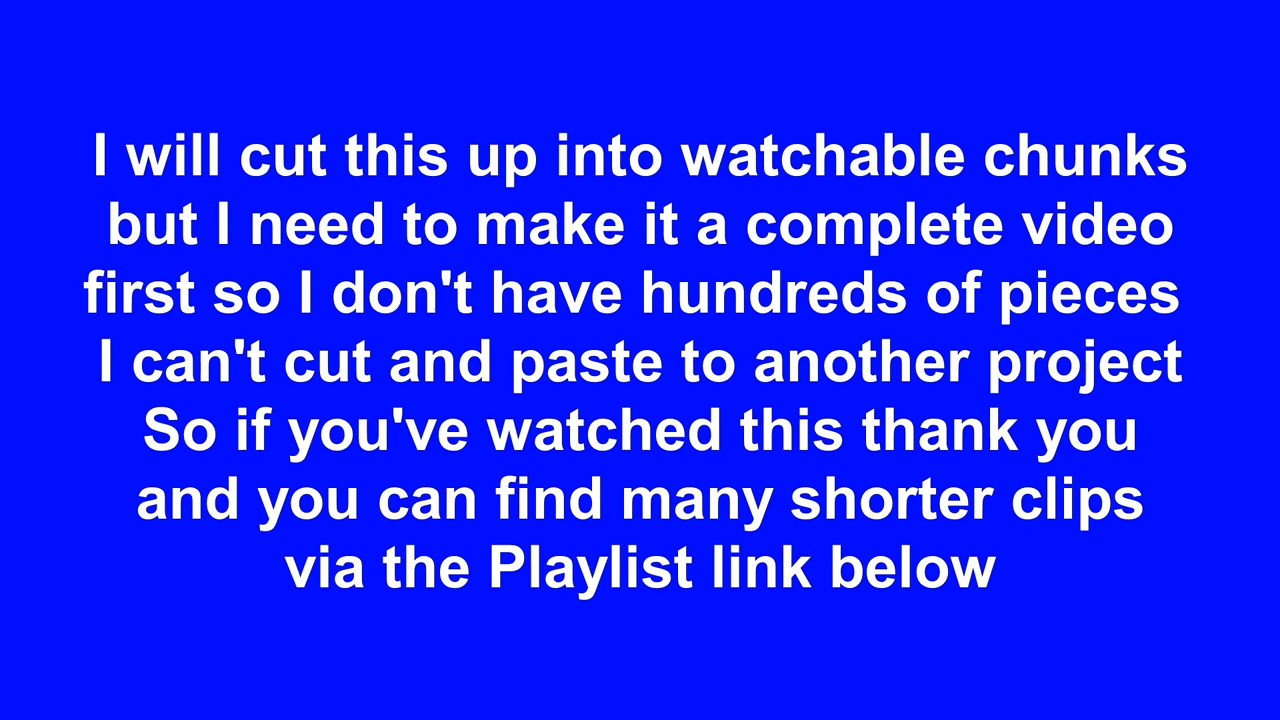 I will cut this up into watchable chunks
but I need to make it a complete video
first so I don't have hundreds of pieces
I can't cut and paste to another project
So if you've watched this thank you
and you can find many shorter clips
via the Playlist link below